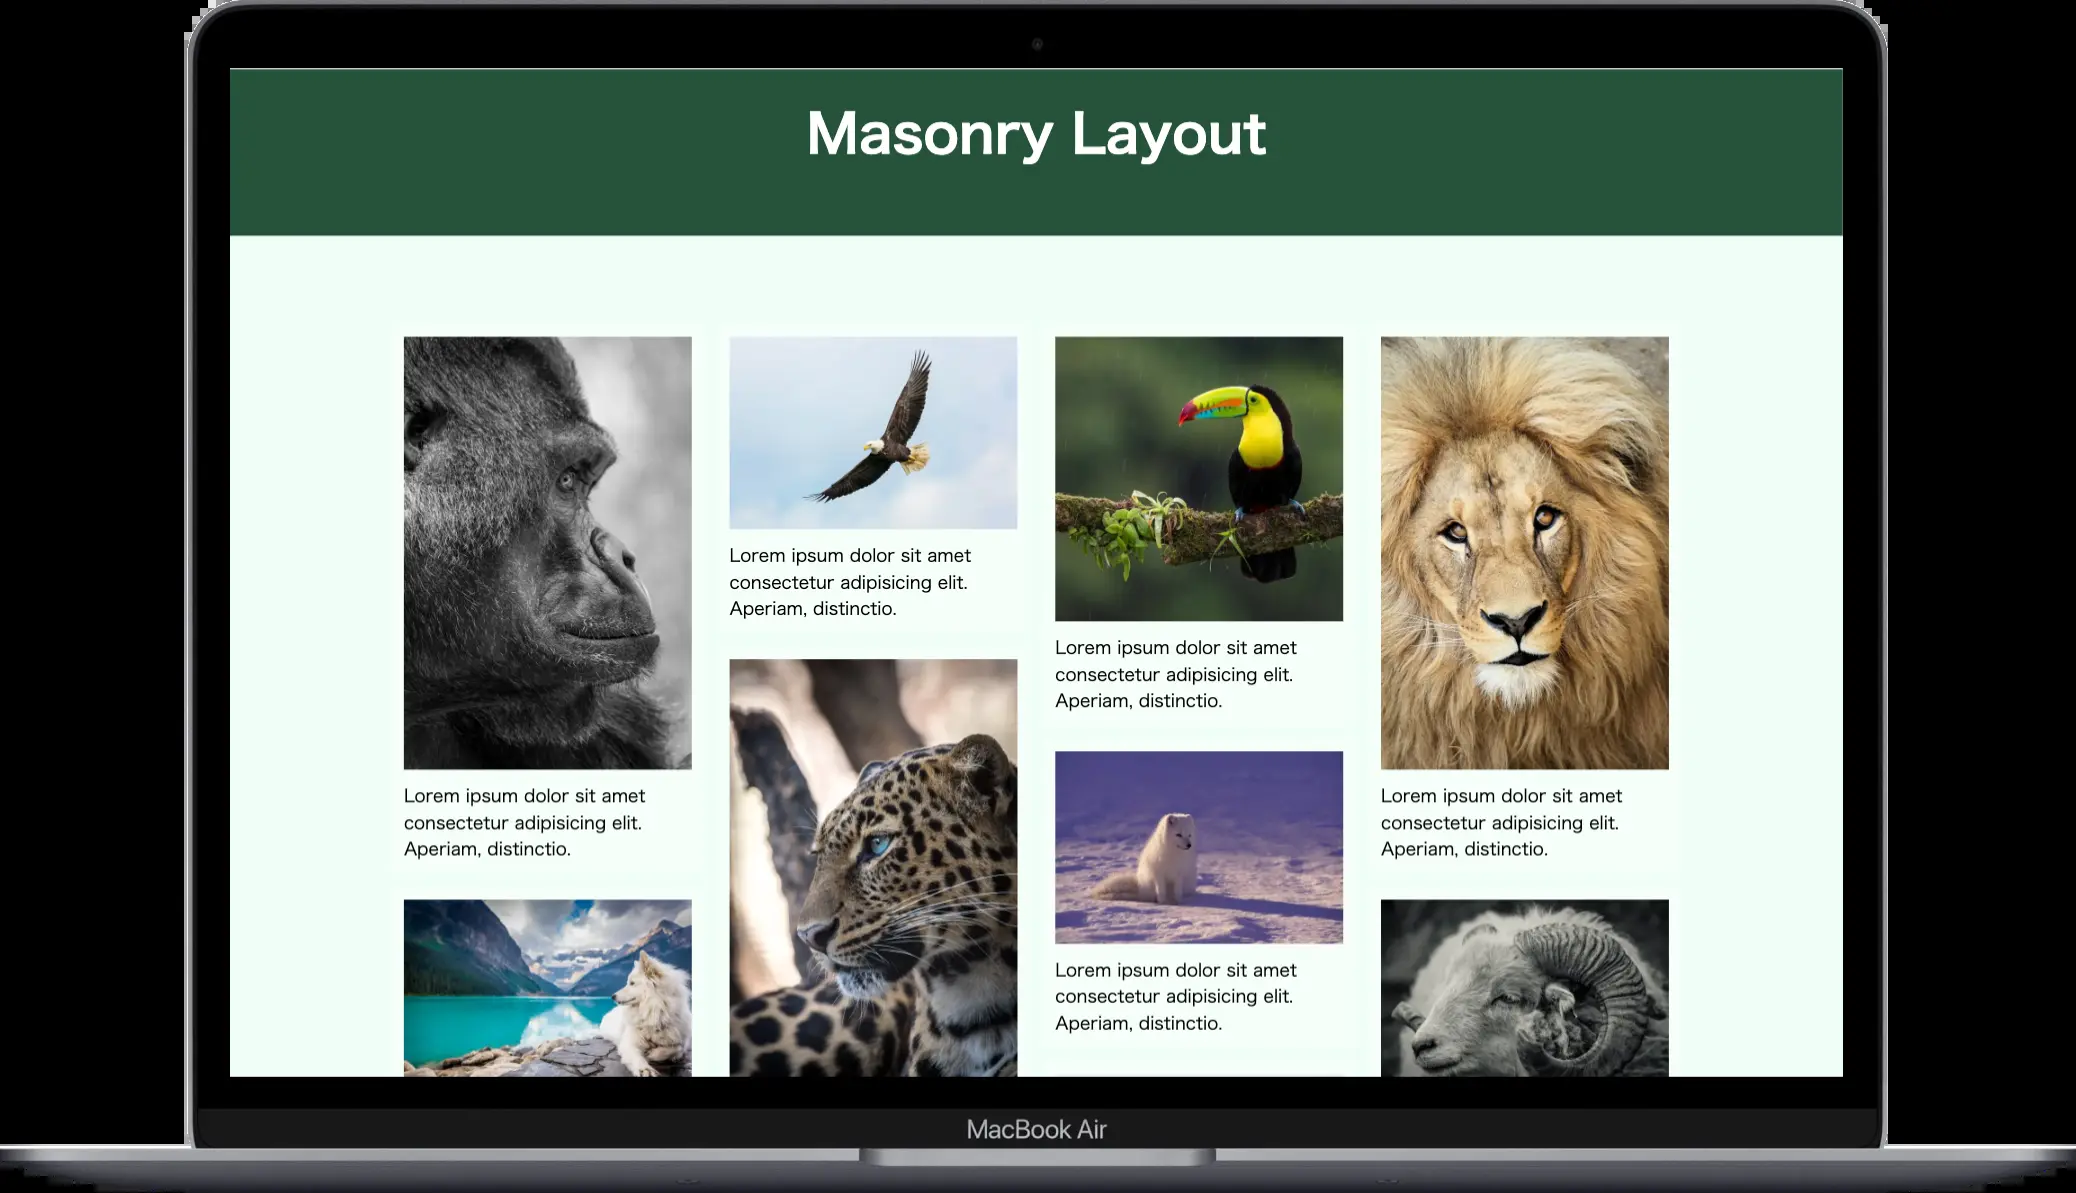 Masonry Layout
Lorem ipsum dolor sit amet
consectetur adipisicing elit.
Aperiam, distinctio.
Lorem ipsum dolor sit amet
consectetur adipisicing elit.
Aperiam, distinctio.
Lorem ipsum dolor sit amet
consectetur adipisicing elit.
Aperiam, distinctio.
Lorem ipsum dolor sit amet
consectetur adipisicing elit.
Aperiam, distinctio.
Lorem ipsum dolor sit amet
consectetur adipisicing elit.
Aperiam, distinctio.
MacBook Air